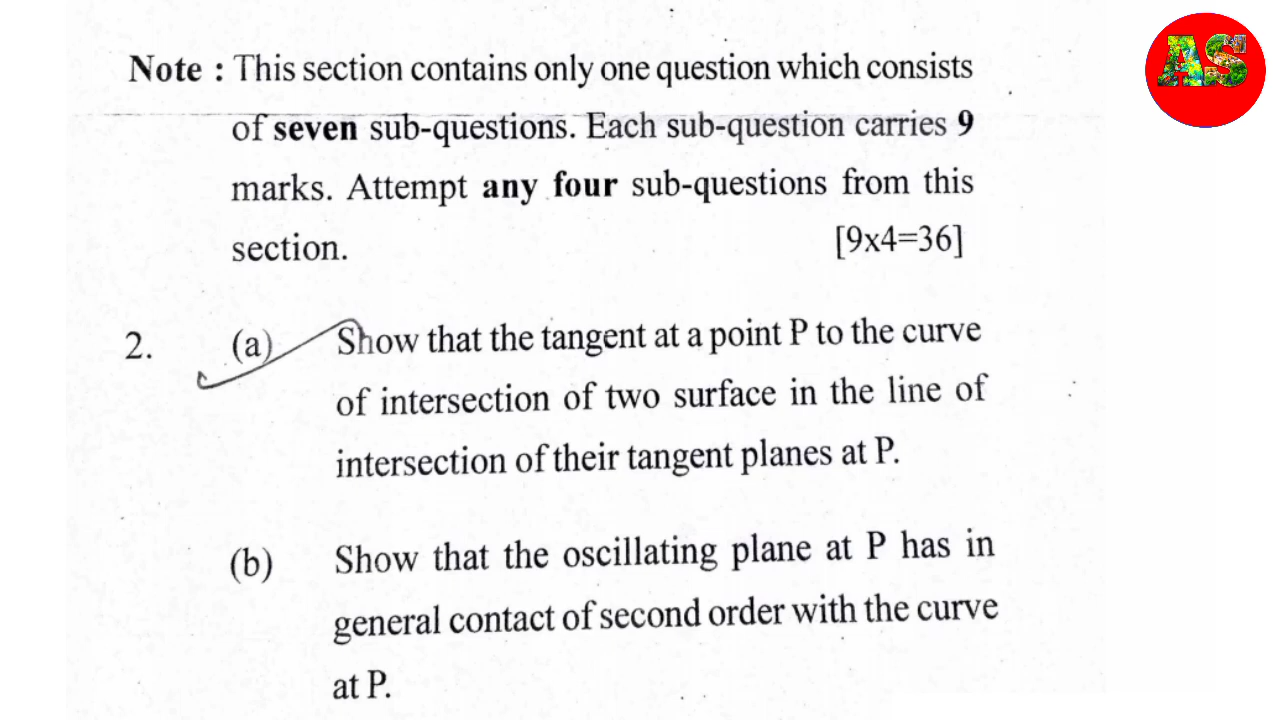 AS
Note : This section contains only one question which consists
of seven sub-questions. Each sub-question carries 9
marks. Attempt any four sub-questions from this
section. [9x4=36]
2. (a) Show that the tangent at a point P to the curve
of intersection of two surface in the line of
intersection of their tangent planes at P.
(b) Show that the oscillating plane at P has in
general contact of second order with the curve
at P.